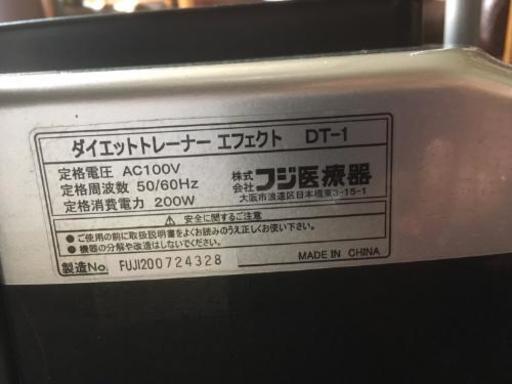 ダイエットトレーナー エフェクト DT-1
定格電圧 AC100V
定格周波数 50/60Hz
定格消費電力 200W
株式会社 フジ医療器
大阪市浪速区日本橋東3-15-1
⚠ 安全に関するご注意
●ご使用の前に取扱説明書をよくお読みのうえ正しくお使い下さい。
●機器の分解や改造はしないでください。
製造No. FUJI200724328
MADE IN CHINA